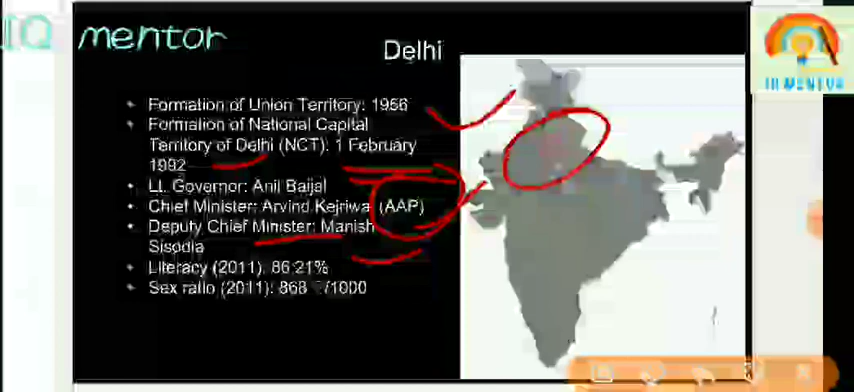 IQ mentor
Delhi
IQ MENTOR
• Formation of Union Territory: 1956
• Formation of National Capital
Territory of Delhi (NCT): 1 February
1992
• Lt. Governor: Anil Baijal
• Chief Minister: Arvind Kejriwal (AAP)
• Deputy Chief Minister: Manish
Sisodia
• Literacy (2011): 86.21%
• Sex ratio (2011): 868 /1000